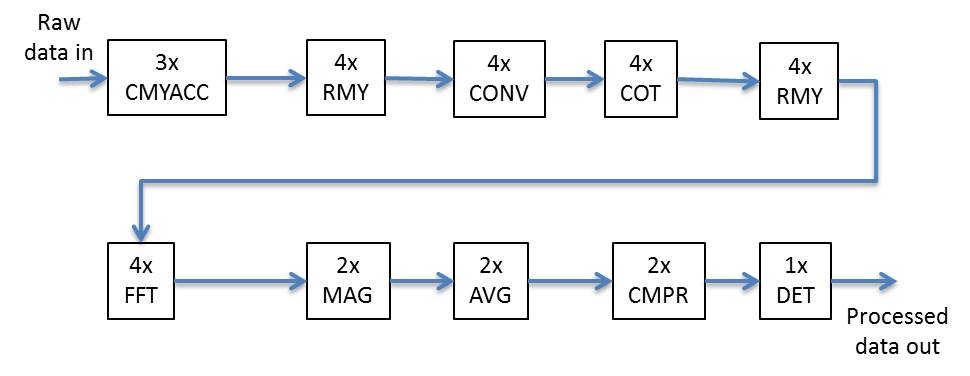 Raw
data in
3x
CMYACC
4x
RMY
4x
CONV
4x
COT
4x
RMY
4x
FFT
2x
MAG
2x
AVG
2x
CMPR
1x
DET
Processed
data out